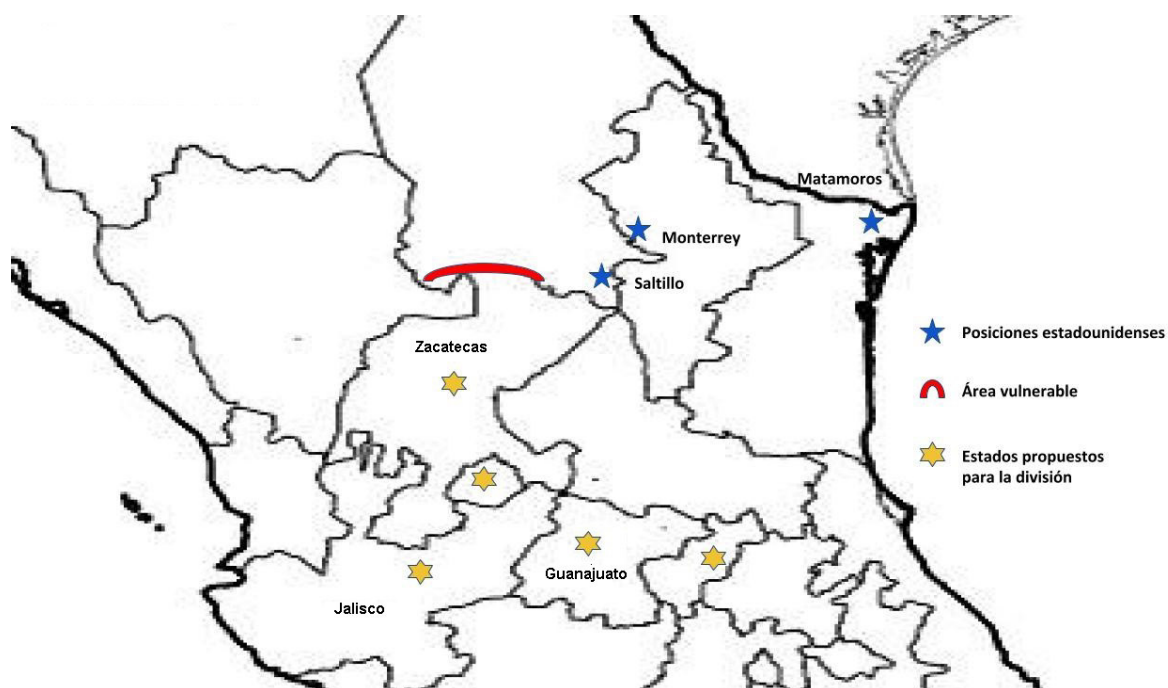 Matamoros
Monterrey
Saltillo
Zacatecas
Guanajuato
Jalisco
Posiciones estadounidenses
Área vulnerable
Estados propuestos
para la división